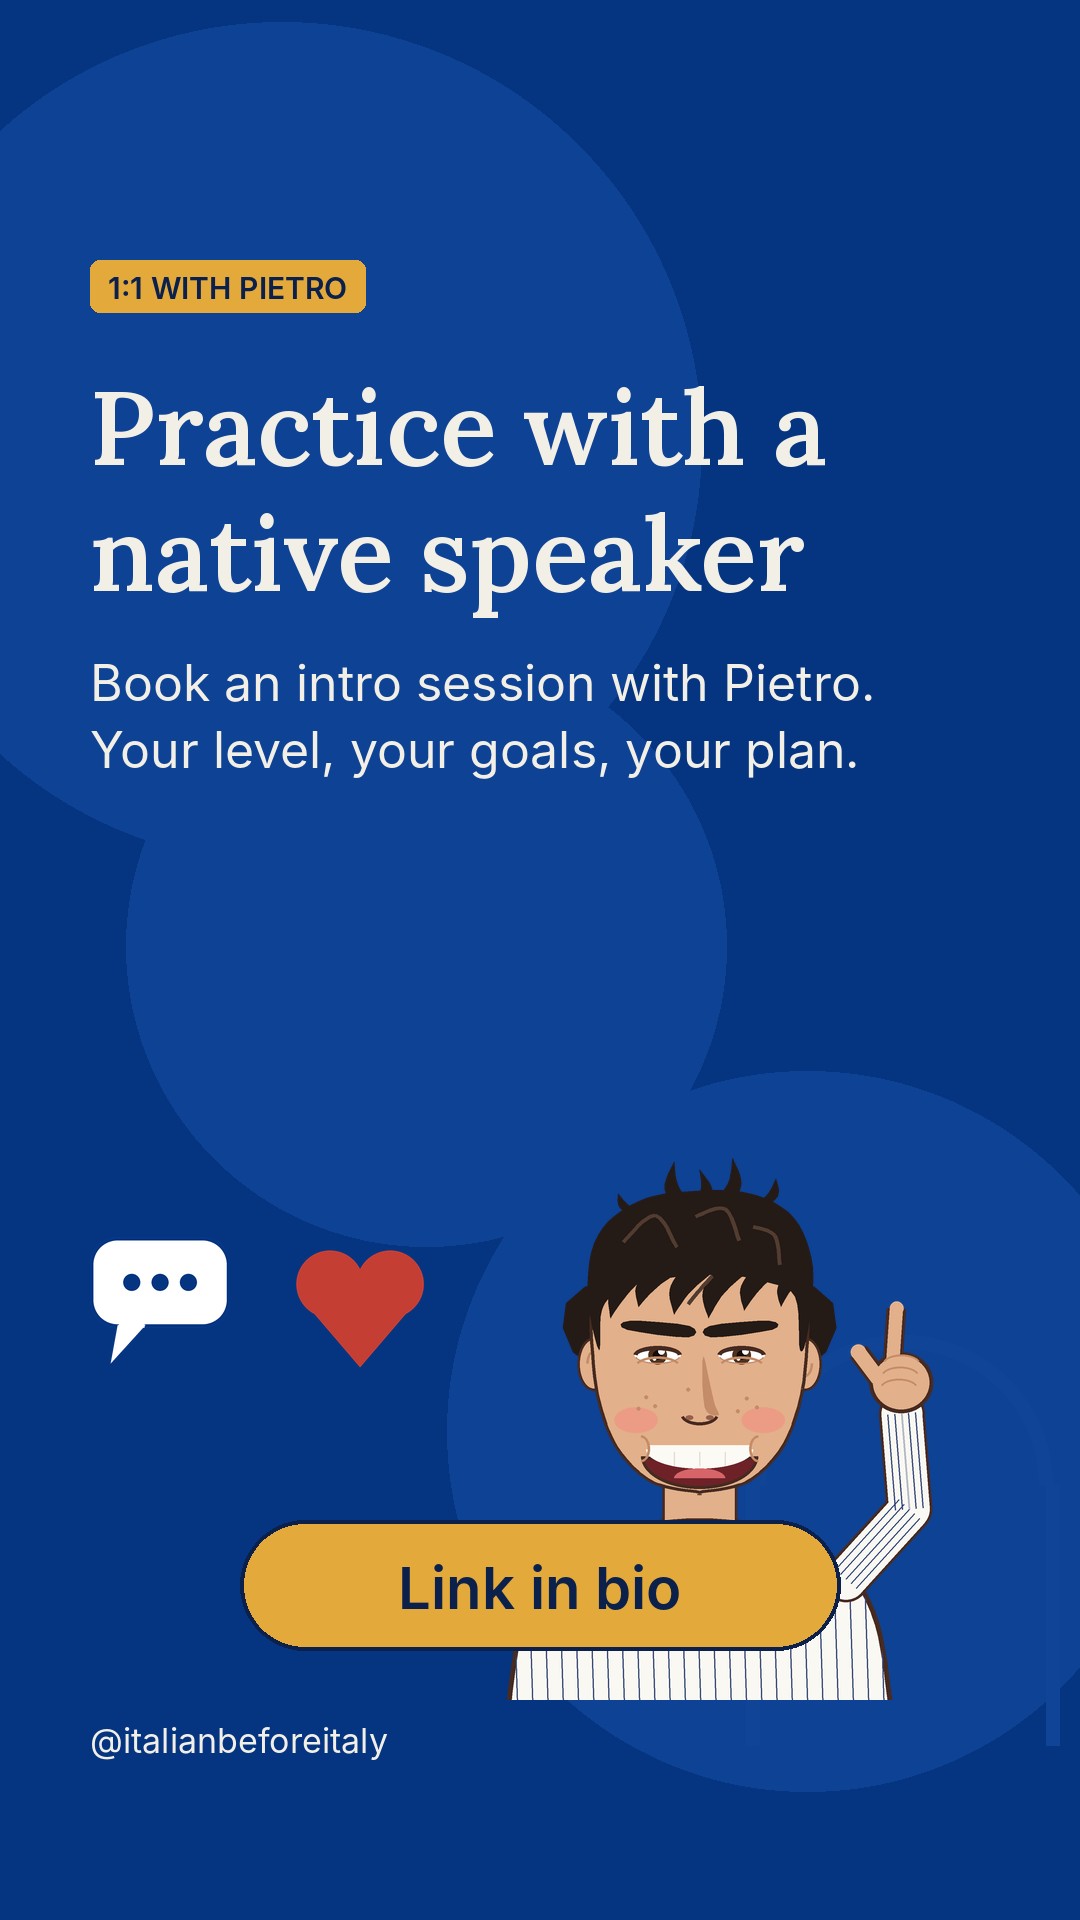 1:1 WITH PIETRO
Practice with a
native speaker
Book an intro session with Pietro.
Your level, your goals, your plan.
Link in bio
@italianbeforeitaly